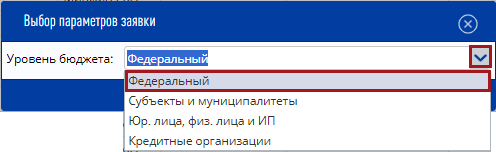 Выбор параметров заявки
Уровень бюджета: Федеральный
Федеральный
Субъекты и муниципалитеты
Юр. лица, физ. лица и ИП
Кредитные организации